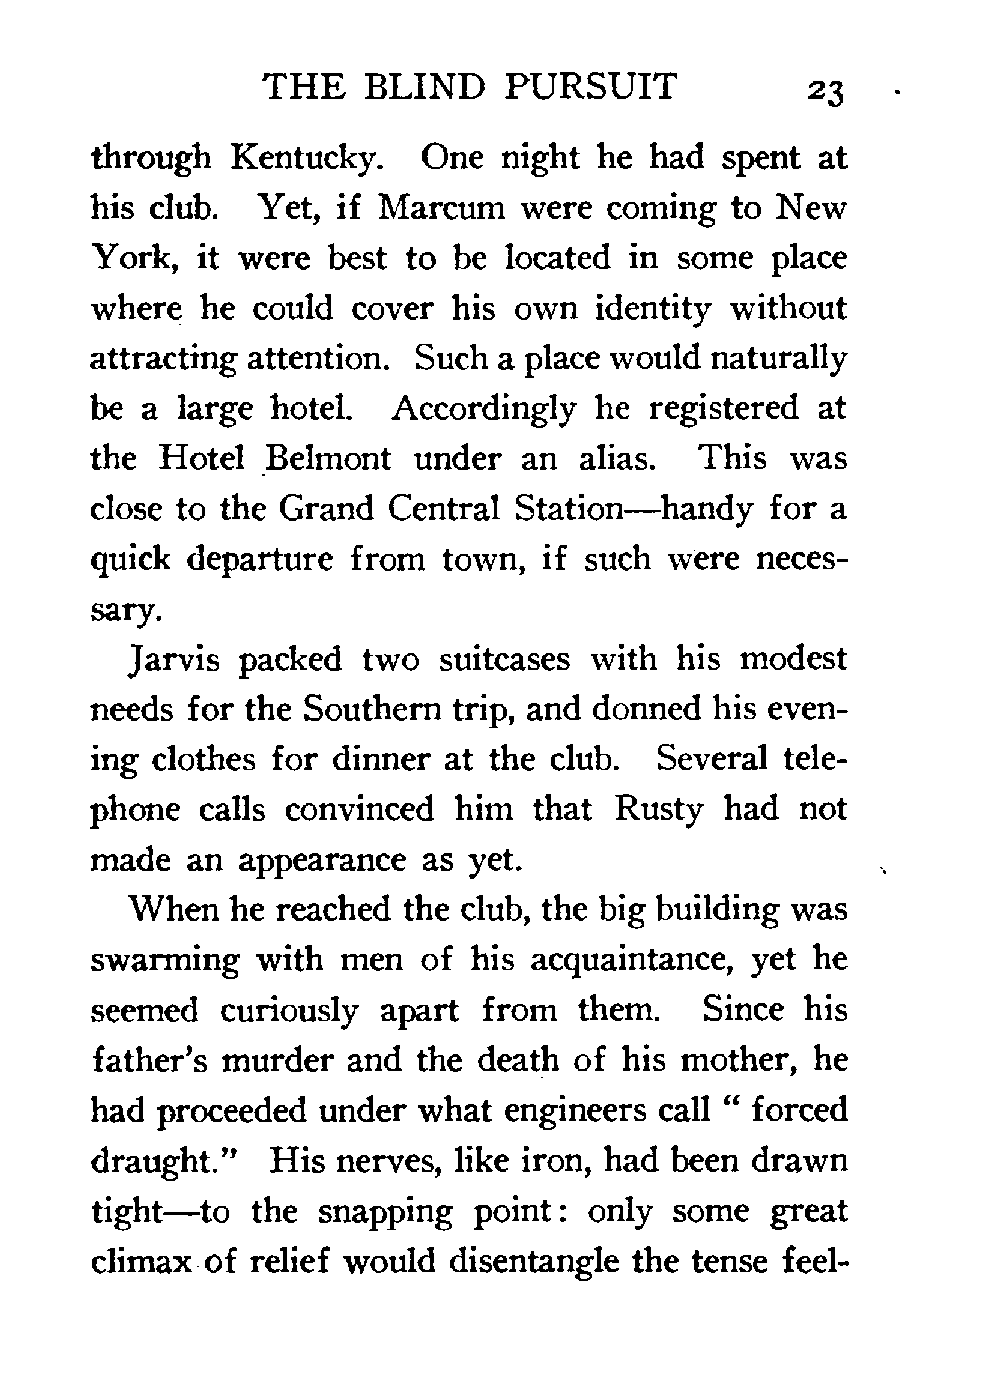 THE BLIND PURSUIT 23
through Kentucky. One night he had spent at
his club. Yet, if Marcum were coming to New
York, it were best to be located in some place
where he could cover his own identity without
attracting attention. Such a place would naturally
be a large hotel. Accordingly he registered at
the Hotel Belmont under an alias. This was
close to the Grand Central Station—handy for a
quick departure from town, if such were neces-
sary.
Jarvis packed two suitcases with his modest
needs for the Southern trip, and donned his even-
ing clothes for dinner at the club. Several tele-
phone calls convinced him that Rusty had not
made an appearance as yet.
When he reached the club, the big building was
swarming with men of his acquaintance, yet he
seemed curiously apart from them. Since his
father's murder and the death of his mother, he
had proceeded under what engineers call “ forced
draught.” His nerves, like iron, had been drawn
tight—to the snapping point: only some great
climax of relief would disentangle the tense feel-